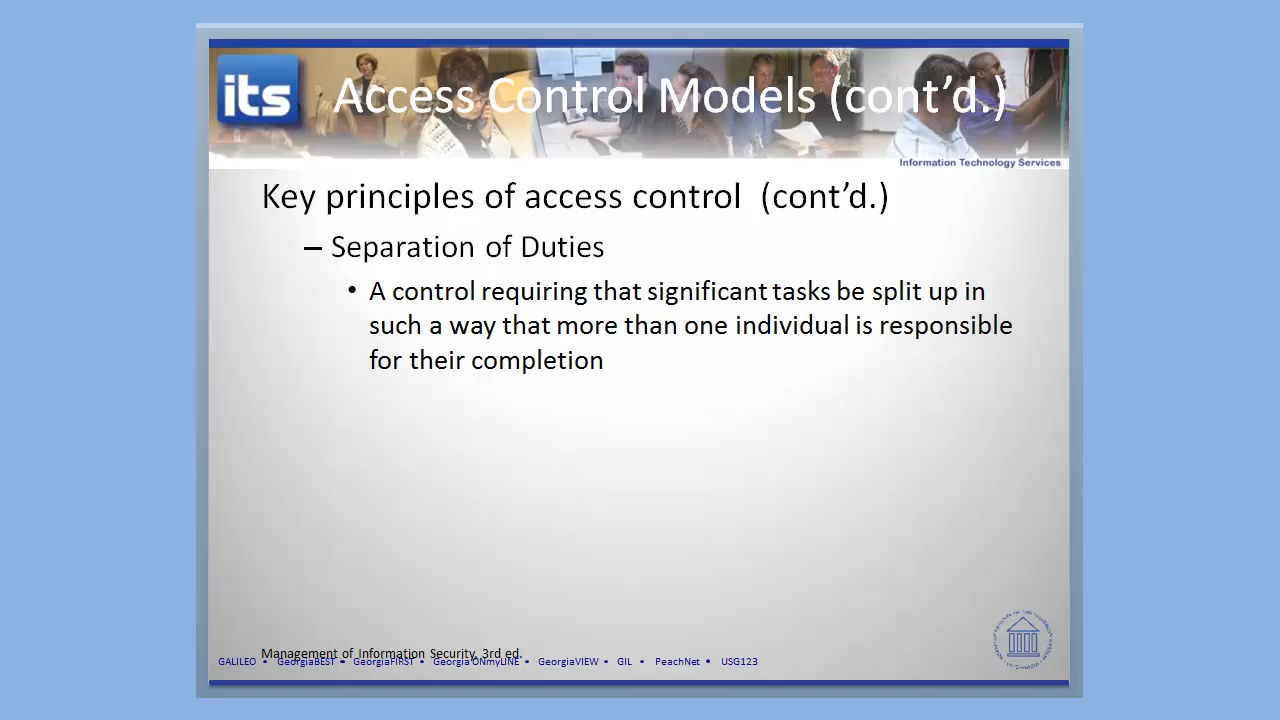 its
Access Control Models (cont’d.)
Information Technology Services
Key principles of access control (cont’d.)
– Separation of Duties
• A control requiring that significant tasks be split up in
such a way that more than one individual is responsible
for their completion
Management of Information Security, 3rd ed.
GALILEO • GeorgiaBEST • GeorgiaFIRST • Georgia ONmyLINE • GeorgiaVIEW • GIL • PeachNet • USG123